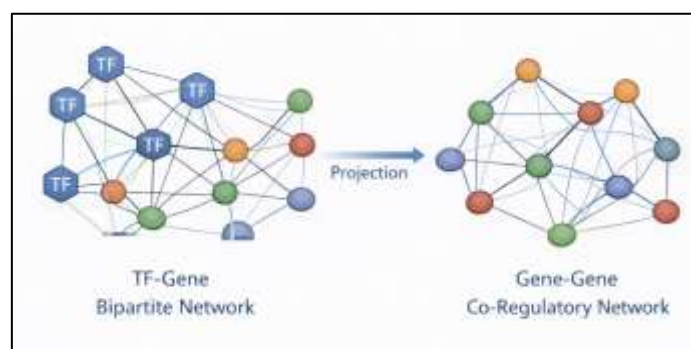 TF
TF
TF
TF
TF
Projection
TF-Gene
Bipartite Network
Gene-Gene
Co-Regulatory Network